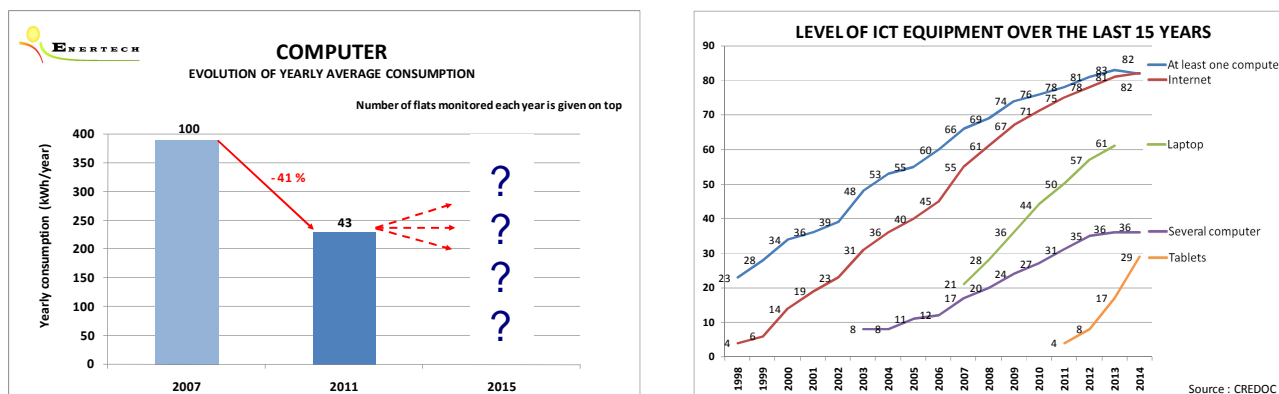 ENERTECH
COMPUTER
EVOLUTION OF YEARLY AVERAGE CONSUMPTION
Number of flats monitored each year is given on top
Yearly consumption (kWh/year)
400
350
300
250
200
150
100
50
0
100
-41 %
43
?
?
?
?
2007 2011 2015
LEVEL OF ICT EQUIPMENT OVER THE LAST 15 YEARS
90
80
70
60
50
40
30
20
10
0
23 28 34 36 39 48 53 55 60 66 69 74 76 78 81 83 82
At least one compute
4 6 14 19 23 31 36 40 45 55 61 67 71 75 78 81 82
Internet
21 28 36 44 50 57 61
Laptop
8 8 11 12 17 20 24 27 31 35 36 36
Several computer
4 8 17 29
Tablets
1998 1999 2000 2001 2002 2003 2004 2005 2006 2007 2008 2009 2010 2011 2012 2013 2014
Source : CREDOC